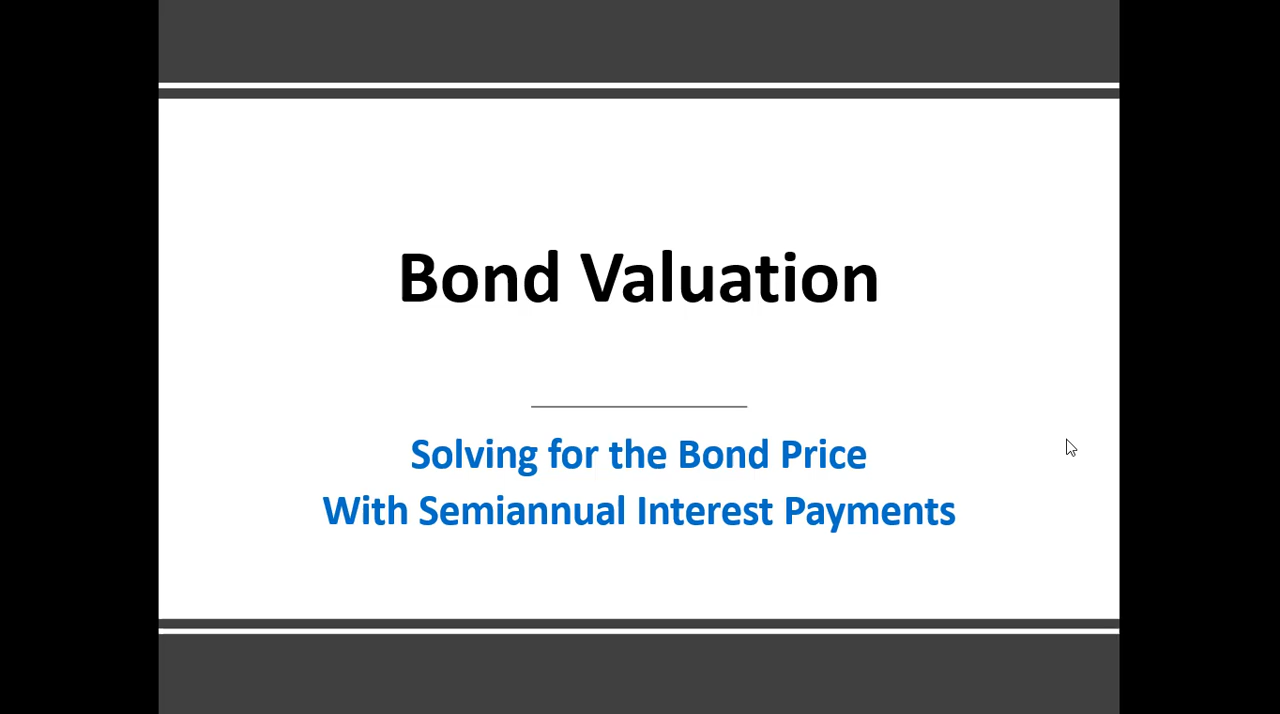 Bond Valuation
Solving for the Bond Price
With Semiannual Interest Payments